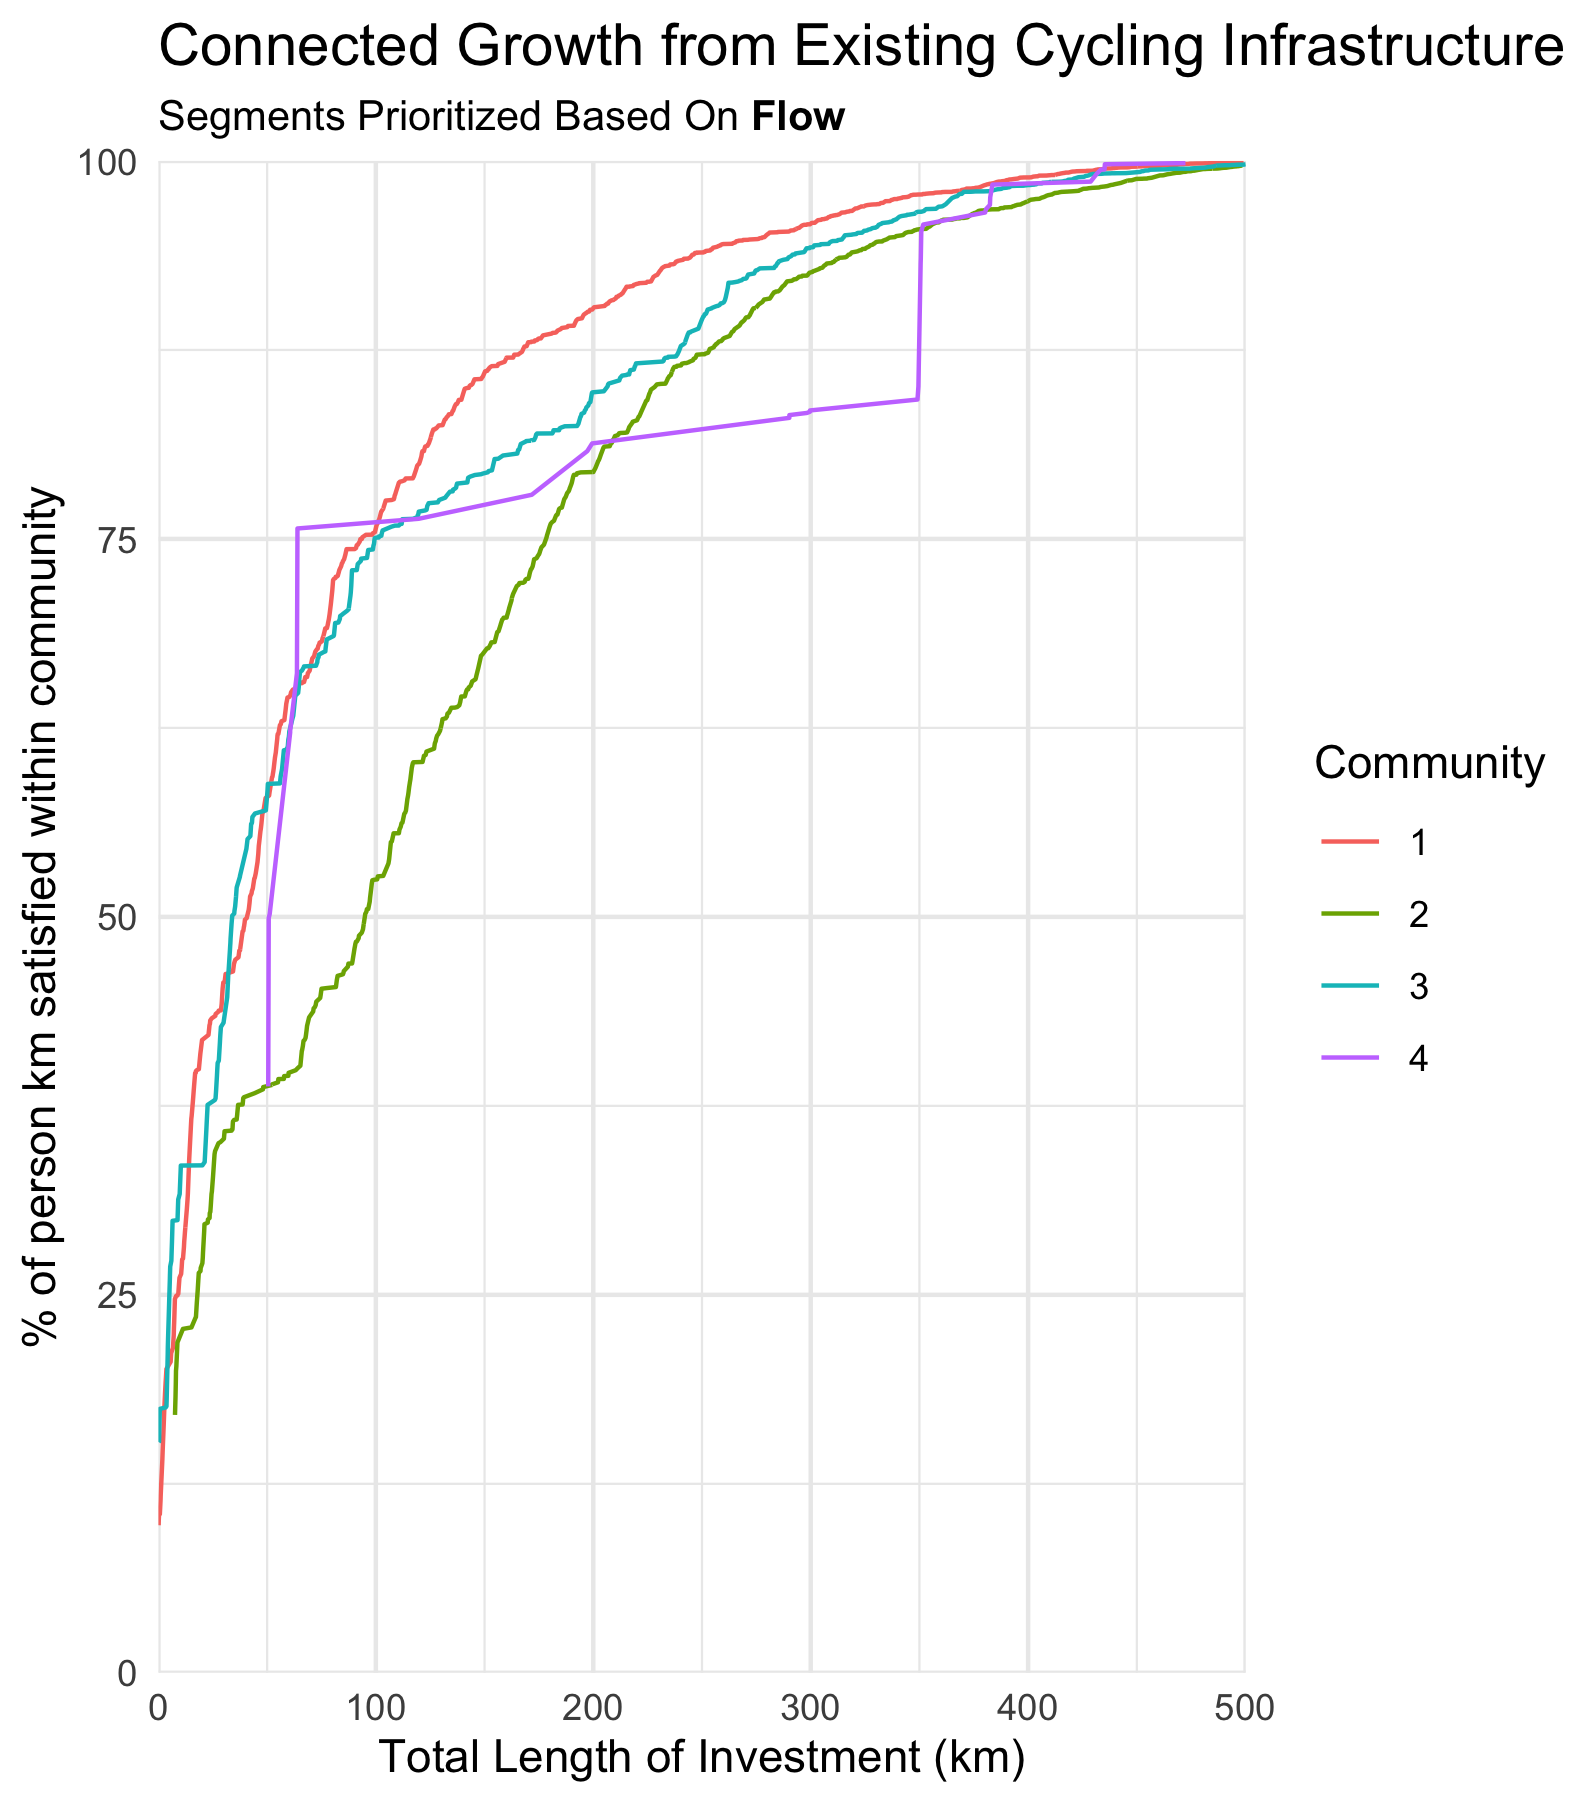 Connected Growth from Existing Cycling Infrastructure
Segments Prioritized Based On Flow
% of person km satisfied within community
100
75
50
25
0
0 100 200 300 400 500
Total Length of Investment (km)
Community
1
2
3
4